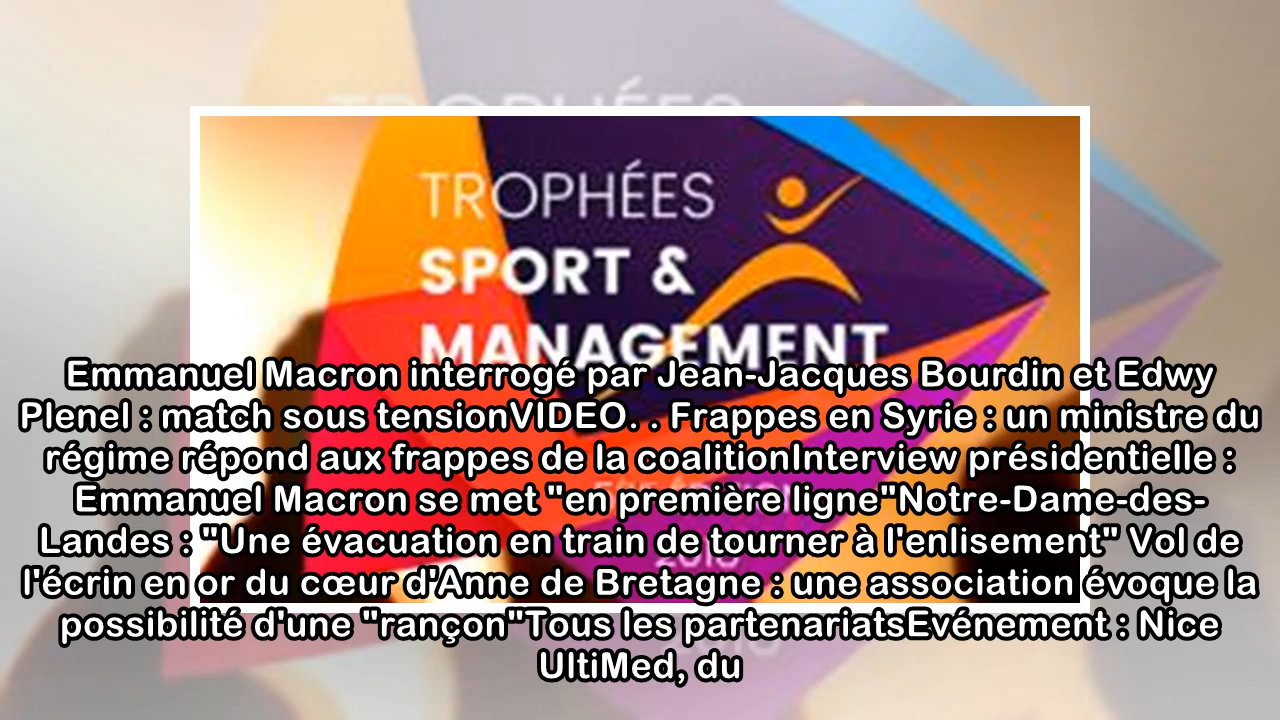 TROPHÉES
SPORT &
MANAGEMENT
Emmanuel Macron interrogé par Jean-Jacques Bourdin et Edwy
Plenel : match sous tensionVIDEO. . Frappes en Syrie : un ministre du
régime répond aux frappes de la coalitionInterview présidentielle :
Emmanuel Macron se met "en première ligne"Notre-Dame-des-
Landes : "Une évacuation en train de tourner à l'enlisement" Vol de
l'écrin en or du cœur d'Anne de Bretagne : une association évoque la
possibilité d'une "rançon"Tous les partenariatsEvénement : Nice
UltiMed, du